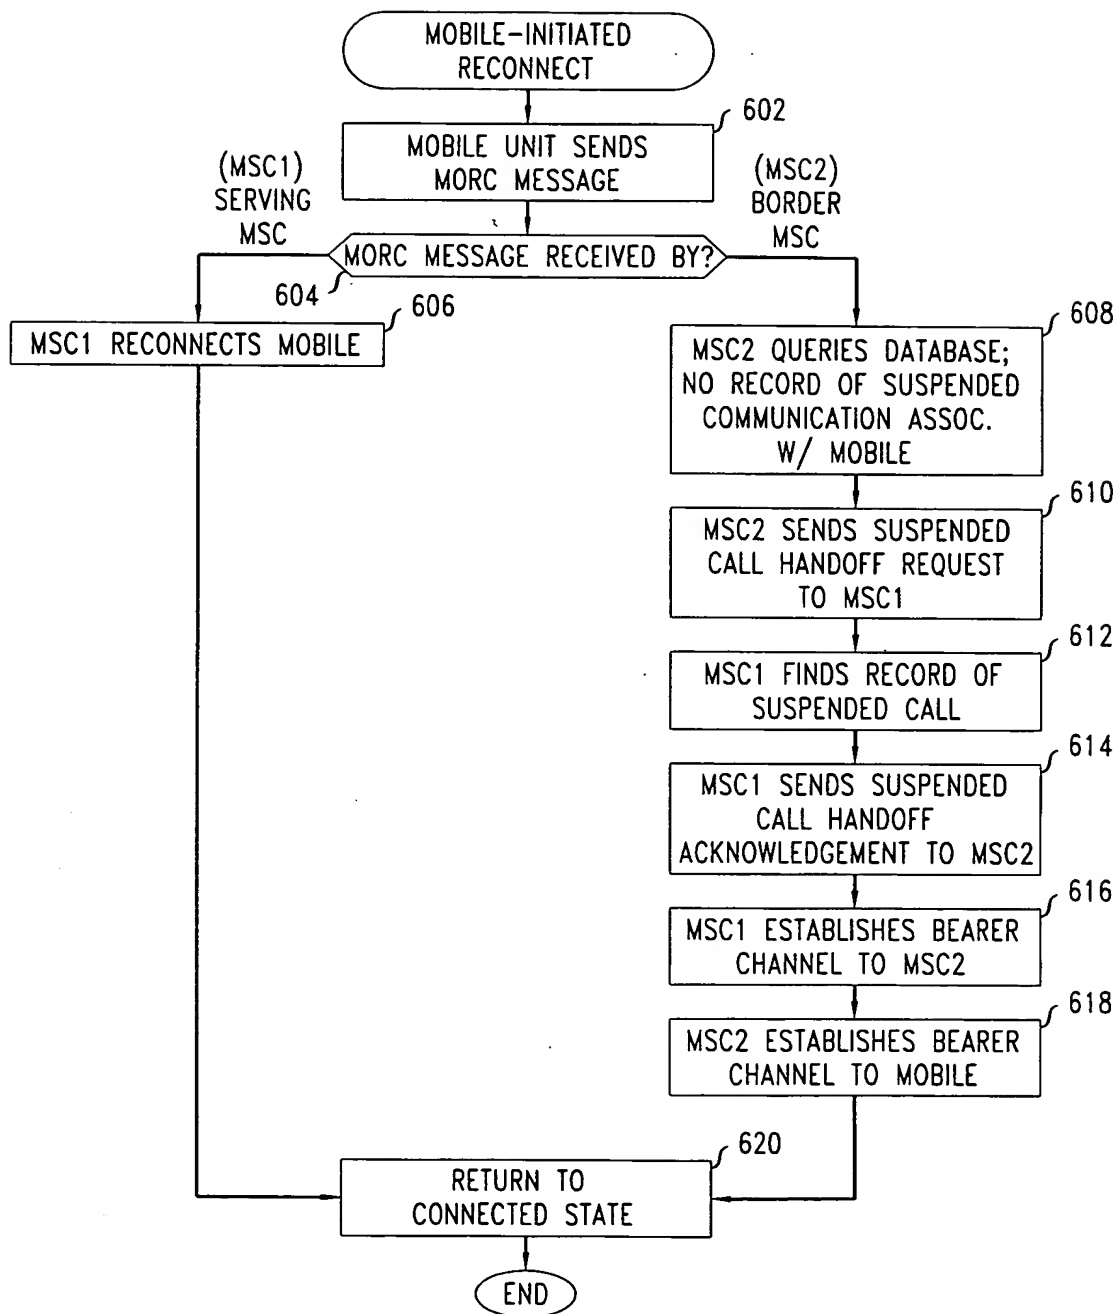 MOBILE-INITIATED
RECONNECT
602
MOBILE UNIT SENDS
MORC MESSAGE
(MSC1)
SERVING
MSC
(MSC2)
BORDER
MSC
MORC MESSAGE RECEIVED BY?
604
606
MSC1 RECONNECTS MOBILE
608
MSC2 QUERIES DATABASE;
NO RECORD OF SUSPENDED
COMMUNICATION ASSOC.
W/ MOBILE
610
MSC2 SENDS SUSPENDED
CALL HANDOFF REQUEST
TO MSC1
612
MSC1 FINDS RECORD OF
SUSPENDED CALL
614
MSC1 SENDS SUSPENDED
CALL HANDOFF
ACKNOWLEDGEMENT TO MSC2
616
MSC1 ESTABLISHES BEARER
CHANNEL TO MSC2
618
MSC2 ESTABLISHES BEARER
CHANNEL TO MOBILE
620
RETURN TO
CONNECTED STATE
END